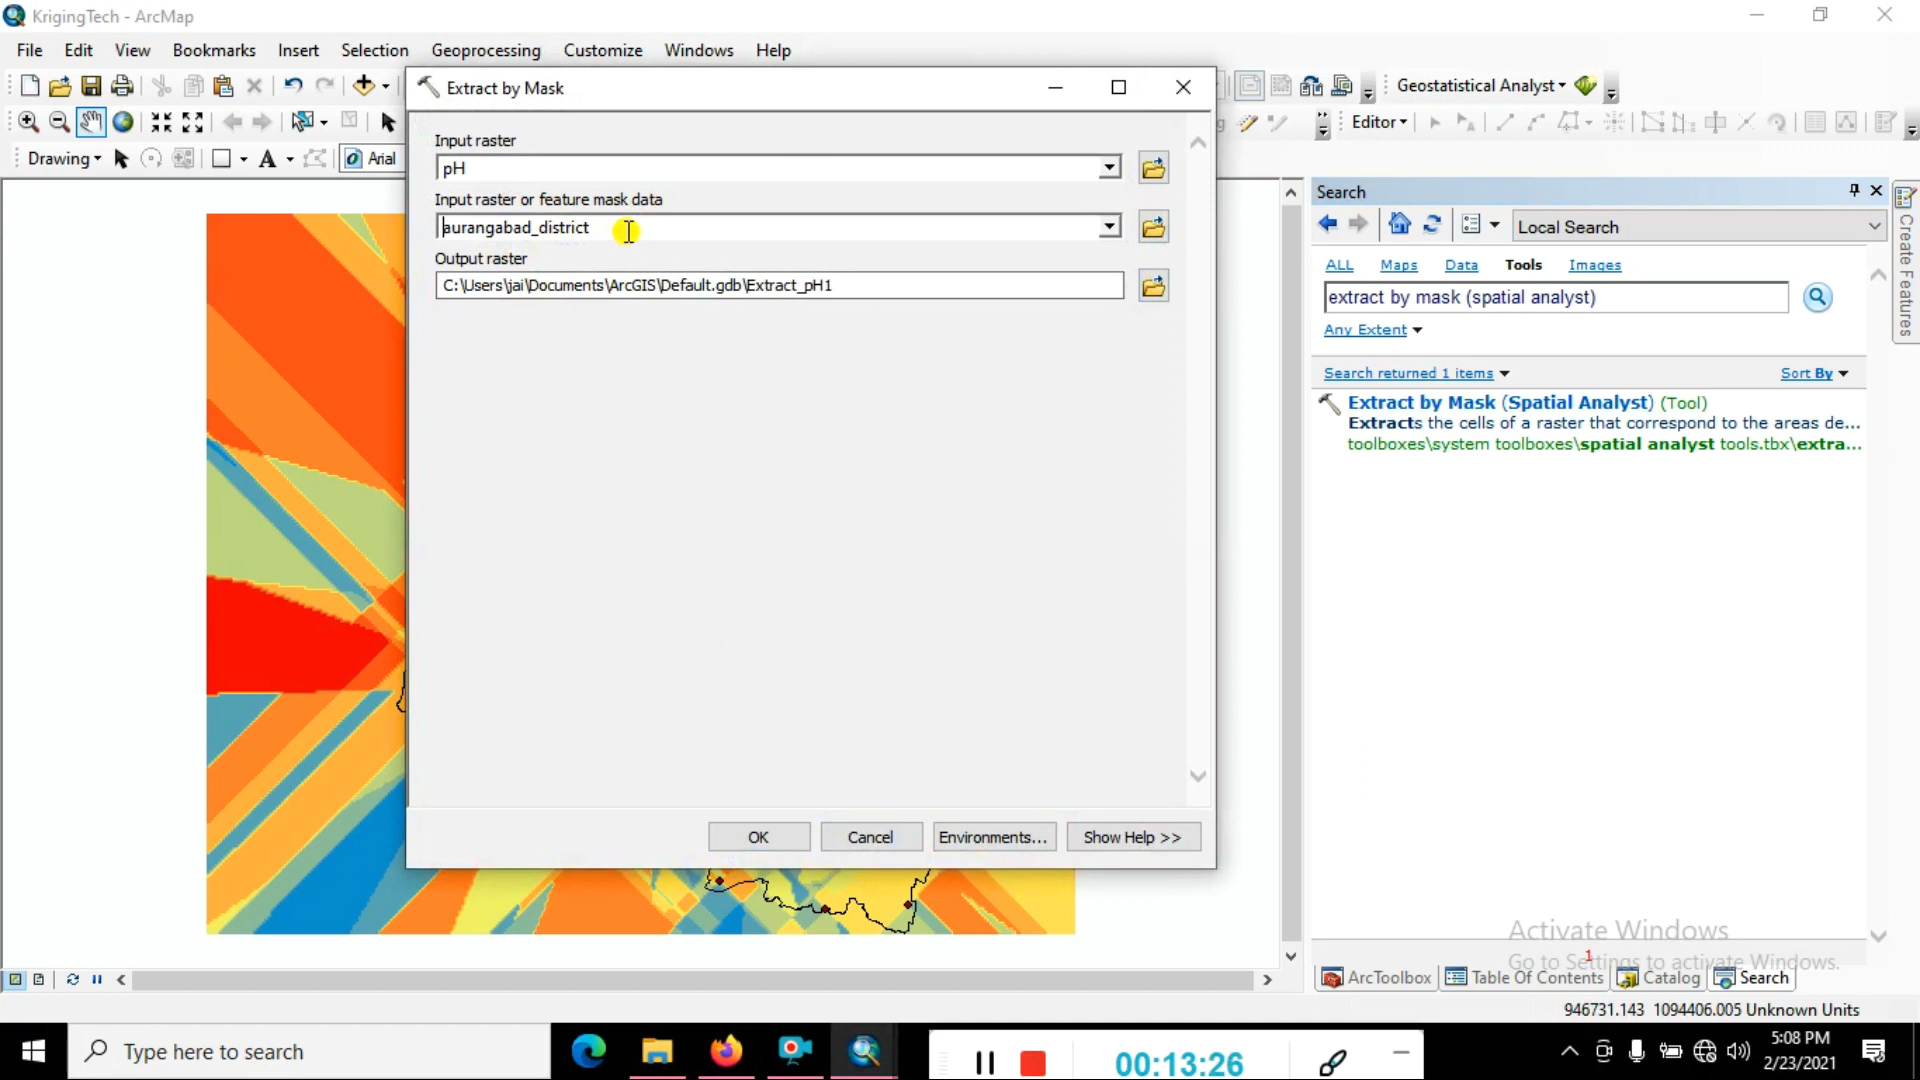 KrigingTech - ArcMap
File Edit View Bookmarks Insert Selection Geoprocessing Customize Windows Help
Geostatistical Analyst
Editor
Drawing A Arial
Extract by Mask
Input raster
pH
Input raster or feature mask data
aurangabad_district
Output raster
C:\Users\jai\Documents\ArcGIS\Default.gdb\Extract_pH1
OK Cancel Environments... Show Help >>
Search
Local Search
ALL Maps Data Tools Images
extract by mask (spatial analyst)
Any Extent
Search returned 1 items Sort By
Extract by Mask (Spatial Analyst) (Tool)
Extracts the cells of a raster that correspond to the areas de...
toolboxes\system toolboxes\spatial analyst tools.tbx\extra...
Create Features
Activate Windows
Go to Settings to activate Windows.
1
ArcToolbox Table Of Contents Catalog Search
946731.143 1094406.005 Unknown Units
Type here to search
00:13:26
5:08 PM
2/23/2021